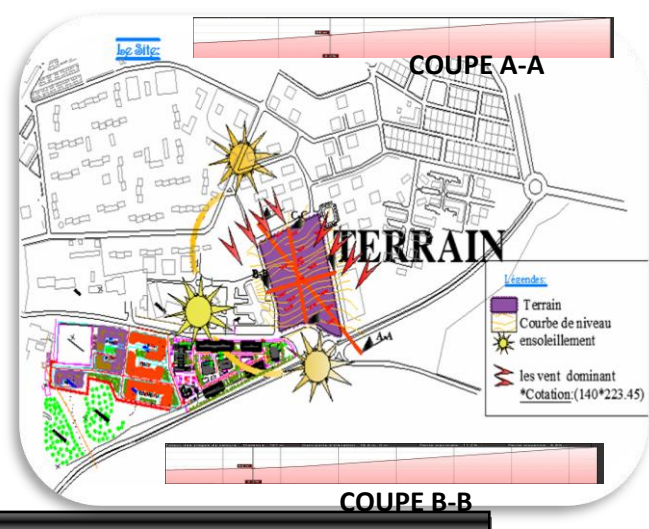 Le Site:
COUPE A-A
C-C
TERRAIN
B-B
A-A
Légendes:
Terrain
Courbe de niveau
ensoleillement
les vent dominant
*Cotation:(140*223.45)
COUPE B-B